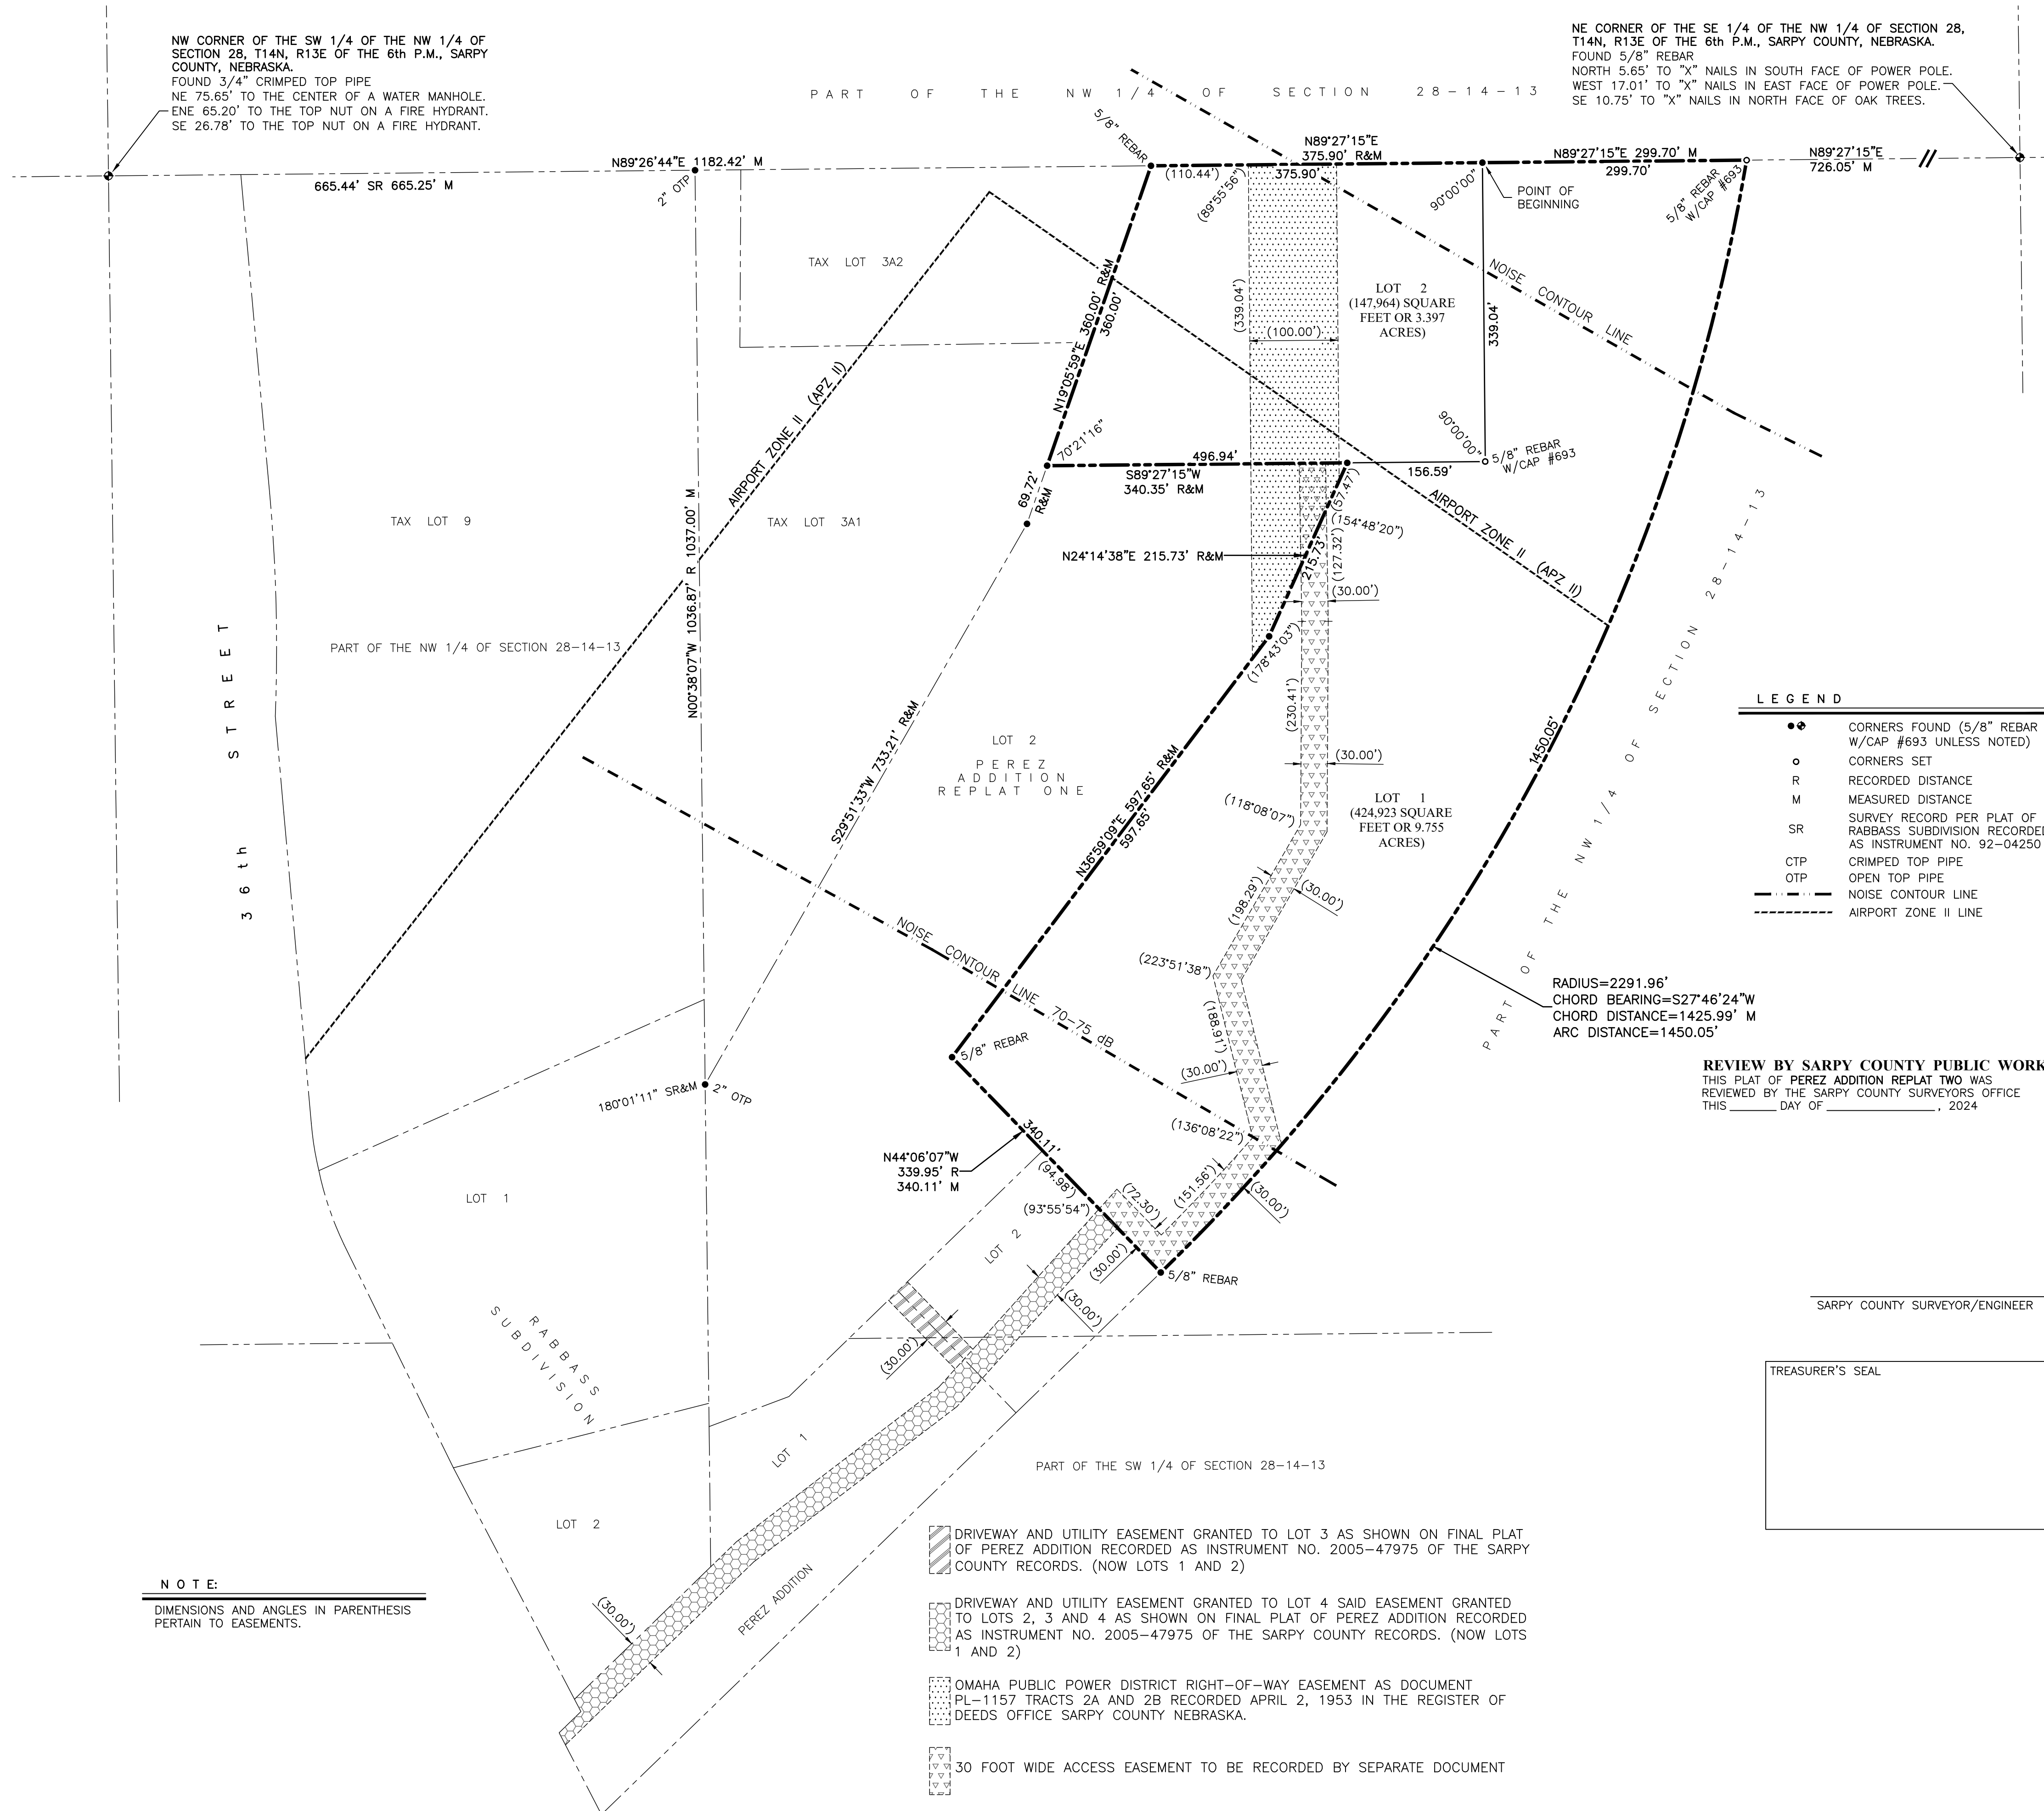 NW CORNER OF THE SW 1/4 OF THE NW 1/4 OF
SECTION 28, T14N, R13E OF THE 6th P.M., SARPY
COUNTY, NEBRASKA.
FOUND 3/4" CRIMPED TOP PIPE
NE 75.65' TO THE CENTER OF A WATER MANHOLE.
ENE 65.20' TO THE TOP NUT ON A FIRE HYDRANT.
SE 26.78' TO THE TOP NUT ON A FIRE HYDRANT.
NE CORNER OF THE SE 1/4 OF THE NW 1/4 OF SECTION 28,
T14N, R13E OF THE 6th P.M., SARPY COUNTY, NEBRASKA.
FOUND 5/8" REBAR
NORTH 5.65' TO "X" NAILS IN SOUTH FACE OF POWER POLE.
WEST 17.01' TO "X" NAILS IN EAST FACE OF POWER POLE.
SE 10.75' TO "X" NAILS IN NORTH FACE OF OAK TREES.
PART OF THE NW 1/4 OF SECTION 28-14-13
5/8" REBAR
N89°26'44"E 1182.42' M
665.44' SR 665.25' M
2" OTP
N89°27'15"E
375.90' R&M
375.90'
(110.44')
(89°55'56")
90°00'00"
POINT OF
BEGINNING
N89°27'15"E 299.70' M
299.70'
5/8" REBAR
W/CAP #693
N89°27'15"E
726.05' M
TAX LOT 3A2
AIRPORT ZONE II (APZ II)
N19°05'59"E 360.00' R&M
360.00'
(339.04')
(100.00')
LOT 2
(147,964) SQUARE
FEET OR 3.397
ACRES)
339.04'
NOISE CONTOUR LINE
90°00'00"
5/8" REBAR
W/CAP #693
70°21'16"
496.94'
S89°27'15"W
340.35' R&M
156.59'
AIRPORT ZONE II (APZ II)
69.72'
R&M
TAX LOT 9
TAX LOT 3A1
N00°38'07"W 1036.87' R 1037.00' M
(57.47')
(154°48'20")
(127.32')
N24°14'38"E 215.73' R&M
215.73'
(30.00')
(178°43'03")
(230.41')
(30.00')
PART OF THE NW 1/4 OF SECTION 28-14-13
36th STREET
S29°51'33"W 733.21' R&M
LOT 2
PEREZ
ADDITION
REPLAT ONE
N36°59'09"E 597.65' R&M
597.65'
(118°08'07")
LOT 1
(424,923 SQUARE
FEET OR 9.755
ACRES)
1450.05'
PART OF THE NW 1/4 OF SECTION 28-14-13
(198.29')
(30.00')
(223°51'38")
(188.91')
(30.00')
NOISE CONTOUR LINE 70-75 dB
5/8" REBAR
180°01'11" SR&M
2" OTP
(136°08'22")
340.11'
N44°06'07"W
339.95' R
340.11' M
(94.98')
(93°55'54")
(72.30')
(151.56')
(30.00')
(30.00')
5/8" REBAR
(30.00')
LOT 1
LOT 2
(30.00')
RABBASS
SUBDIVISION
LOT 1
LOT 2
(30.00')
PEREZ ADDITION
PART OF THE SW 1/4 OF SECTION 28-14-13
LEGEND
CORNERS FOUND (5/8" REBAR
W/CAP #693 UNLESS NOTED)
CORNERS SET
R RECORDED DISTANCE
M MEASURED DISTANCE
SR SURVEY RECORD PER PLAT OF
RABBASS SUBDIVISION RECORDED
AS INSTRUMENT NO. 92-04250
CTP CRIMPED TOP PIPE
OTP OPEN TOP PIPE
NOISE CONTOUR LINE
AIRPORT ZONE II LINE
RADIUS=2291.96'
CHORD BEARING=S27°46'24"W
CHORD DISTANCE=1425.99' M
ARC DISTANCE=1450.05'
REVIEW BY SARPY COUNTY PUBLIC WORK
THIS PLAT OF PEREZ ADDITION REPLAT TWO WAS
REVIEWED BY THE SARPY COUNTY SURVEYORS OFFICE
THIS ______ DAY OF ______________, 2024
SARPY COUNTY SURVEYOR/ENGINEER
TREASURER'S SEAL
NOTE:
DIMENSIONS AND ANGLES IN PARENTHESIS
PERTAIN TO EASEMENTS.
DRIVEWAY AND UTILITY EASEMENT GRANTED TO LOT 3 AS SHOWN ON FINAL PLAT
OF PEREZ ADDITION RECORDED AS INSTRUMENT NO. 2005-47975 OF THE SARPY
COUNTY RECORDS. (NOW LOTS 1 AND 2)
DRIVEWAY AND UTILITY EASEMENT GRANTED TO LOT 4 SAID EASEMENT GRANTED
TO LOTS 2, 3 AND 4 AS SHOWN ON FINAL PLAT OF PEREZ ADDITION RECORDED
AS INSTRUMENT NO. 2005-47975 OF THE SARPY COUNTY RECORDS. (NOW LOTS
1 AND 2)
OMAHA PUBLIC POWER DISTRICT RIGHT-OF-WAY EASEMENT AS DOCUMENT
PL-1157 TRACTS 2A AND 2B RECORDED APRIL 2, 1953 IN THE REGISTER OF
DEEDS OFFICE SARPY COUNTY NEBRASKA.
30 FOOT WIDE ACCESS EASEMENT TO BE RECORDED BY SEPARATE DOCUMENT